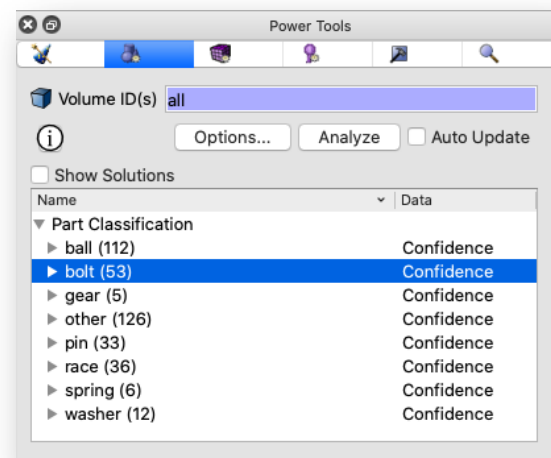 Power Tools
Volume ID(s) all
Options... Analyze Auto Update
Show Solutions
Name Data
Part Classification
ball (112) Confidence
bolt (53) Confidence
gear (5) Confidence
other (126) Confidence
pin (33) Confidence
race (36) Confidence
spring (6) Confidence
washer (12) Confidence